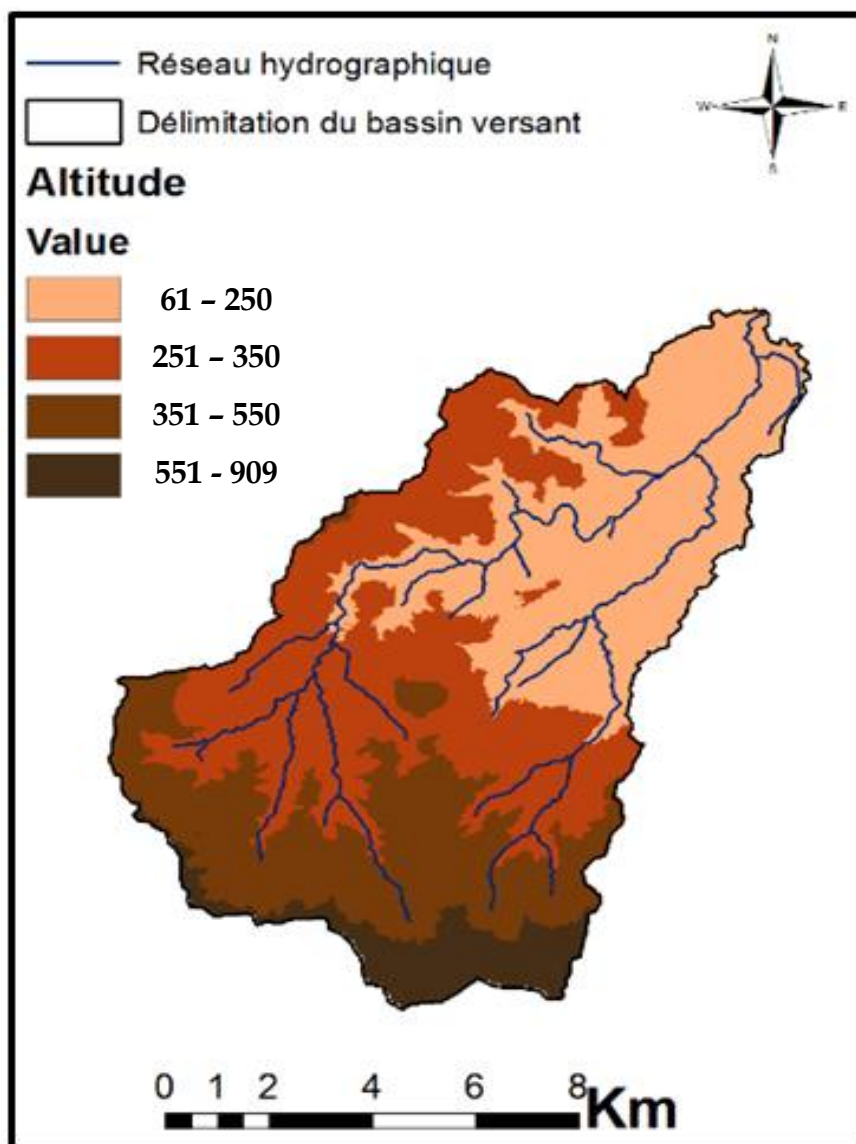 Réseau hydrographique
Délimitation du bassin versant
N
W E
S
Altitude
Value
61 – 250
251 – 350
351 – 550
551 - 909
0 1 2 4 6 8 Km